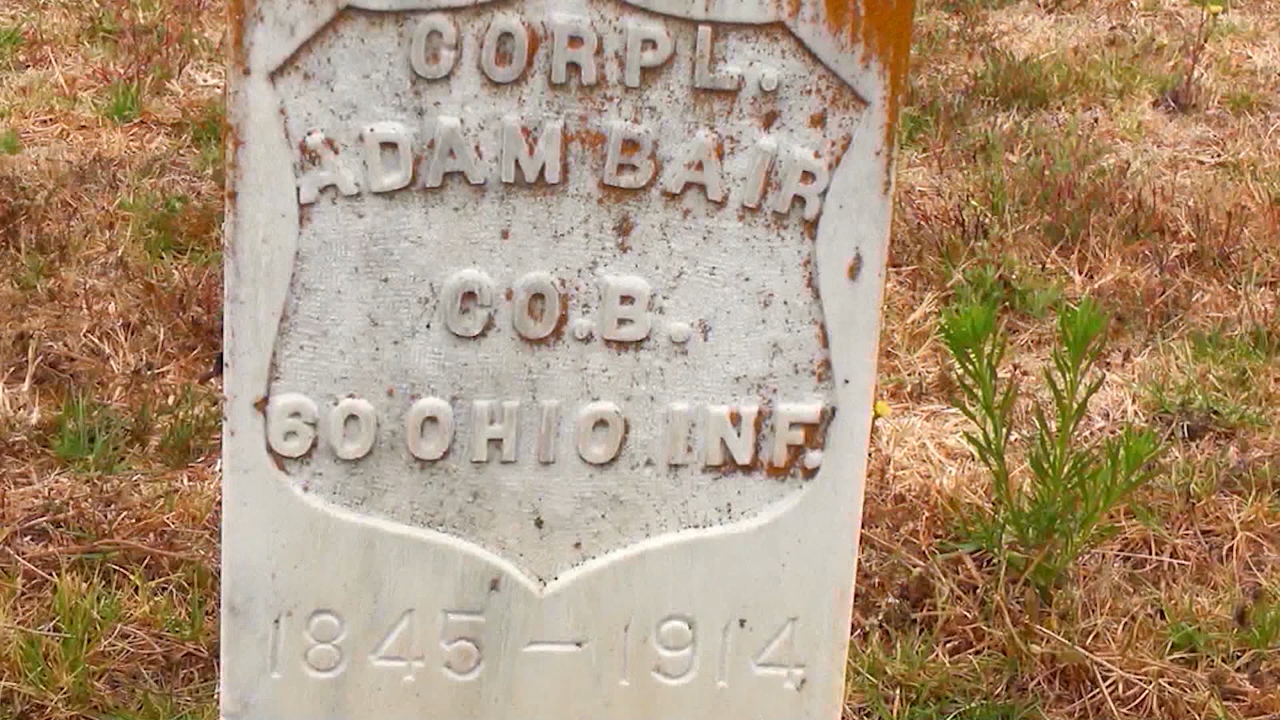 CORPL.
ADAM BAIR
CO.B.
60 OHIO INF.
1845 – 1914